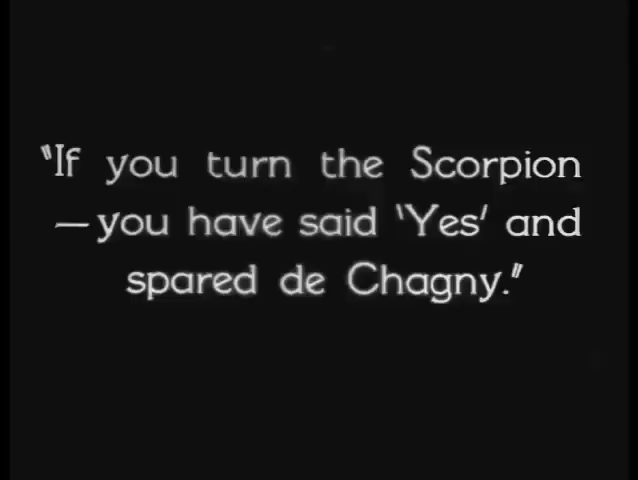 "If you turn the Scorpion
—you have said 'Yes' and
spared de Chagny."